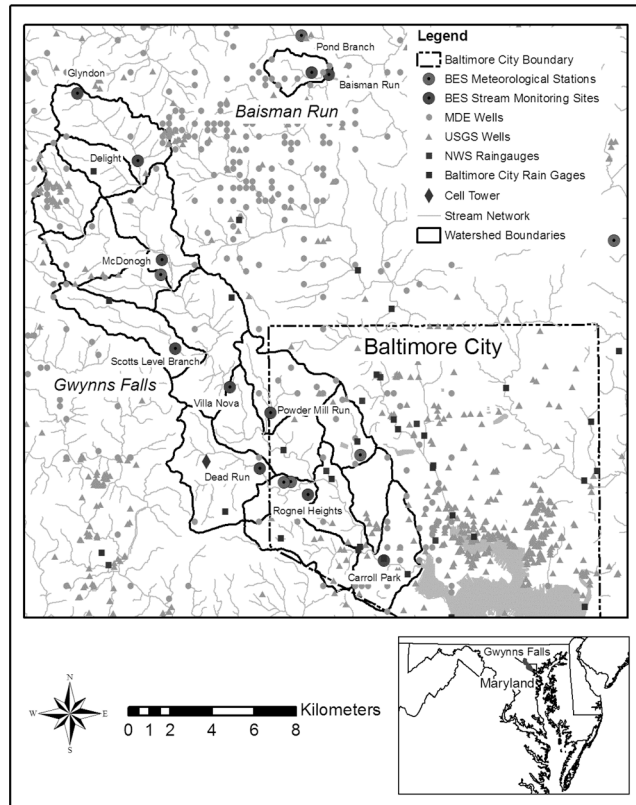 Legend
Baltimore City Boundary
BES Meteorological Stations
BES Stream Monitoring Sites
MDE Wells
USGS Wells
NWS Raingauges
Baltimore City Rain Gages
Cell Tower
Stream Network
Watershed Boundaries
Pond Branch
Baisman Run
Baisman Run
Glyndon
Delight
McDonogh
Scotts Level Branch
Gwynns Falls
Villa Nova
Baltimore City
Powder Mill Run
Dead Run
Rognel Heights
Carroll Park
N
W
E
S
Kilometers
0 1 2 4 6 8
Gwynns Falls
Maryland